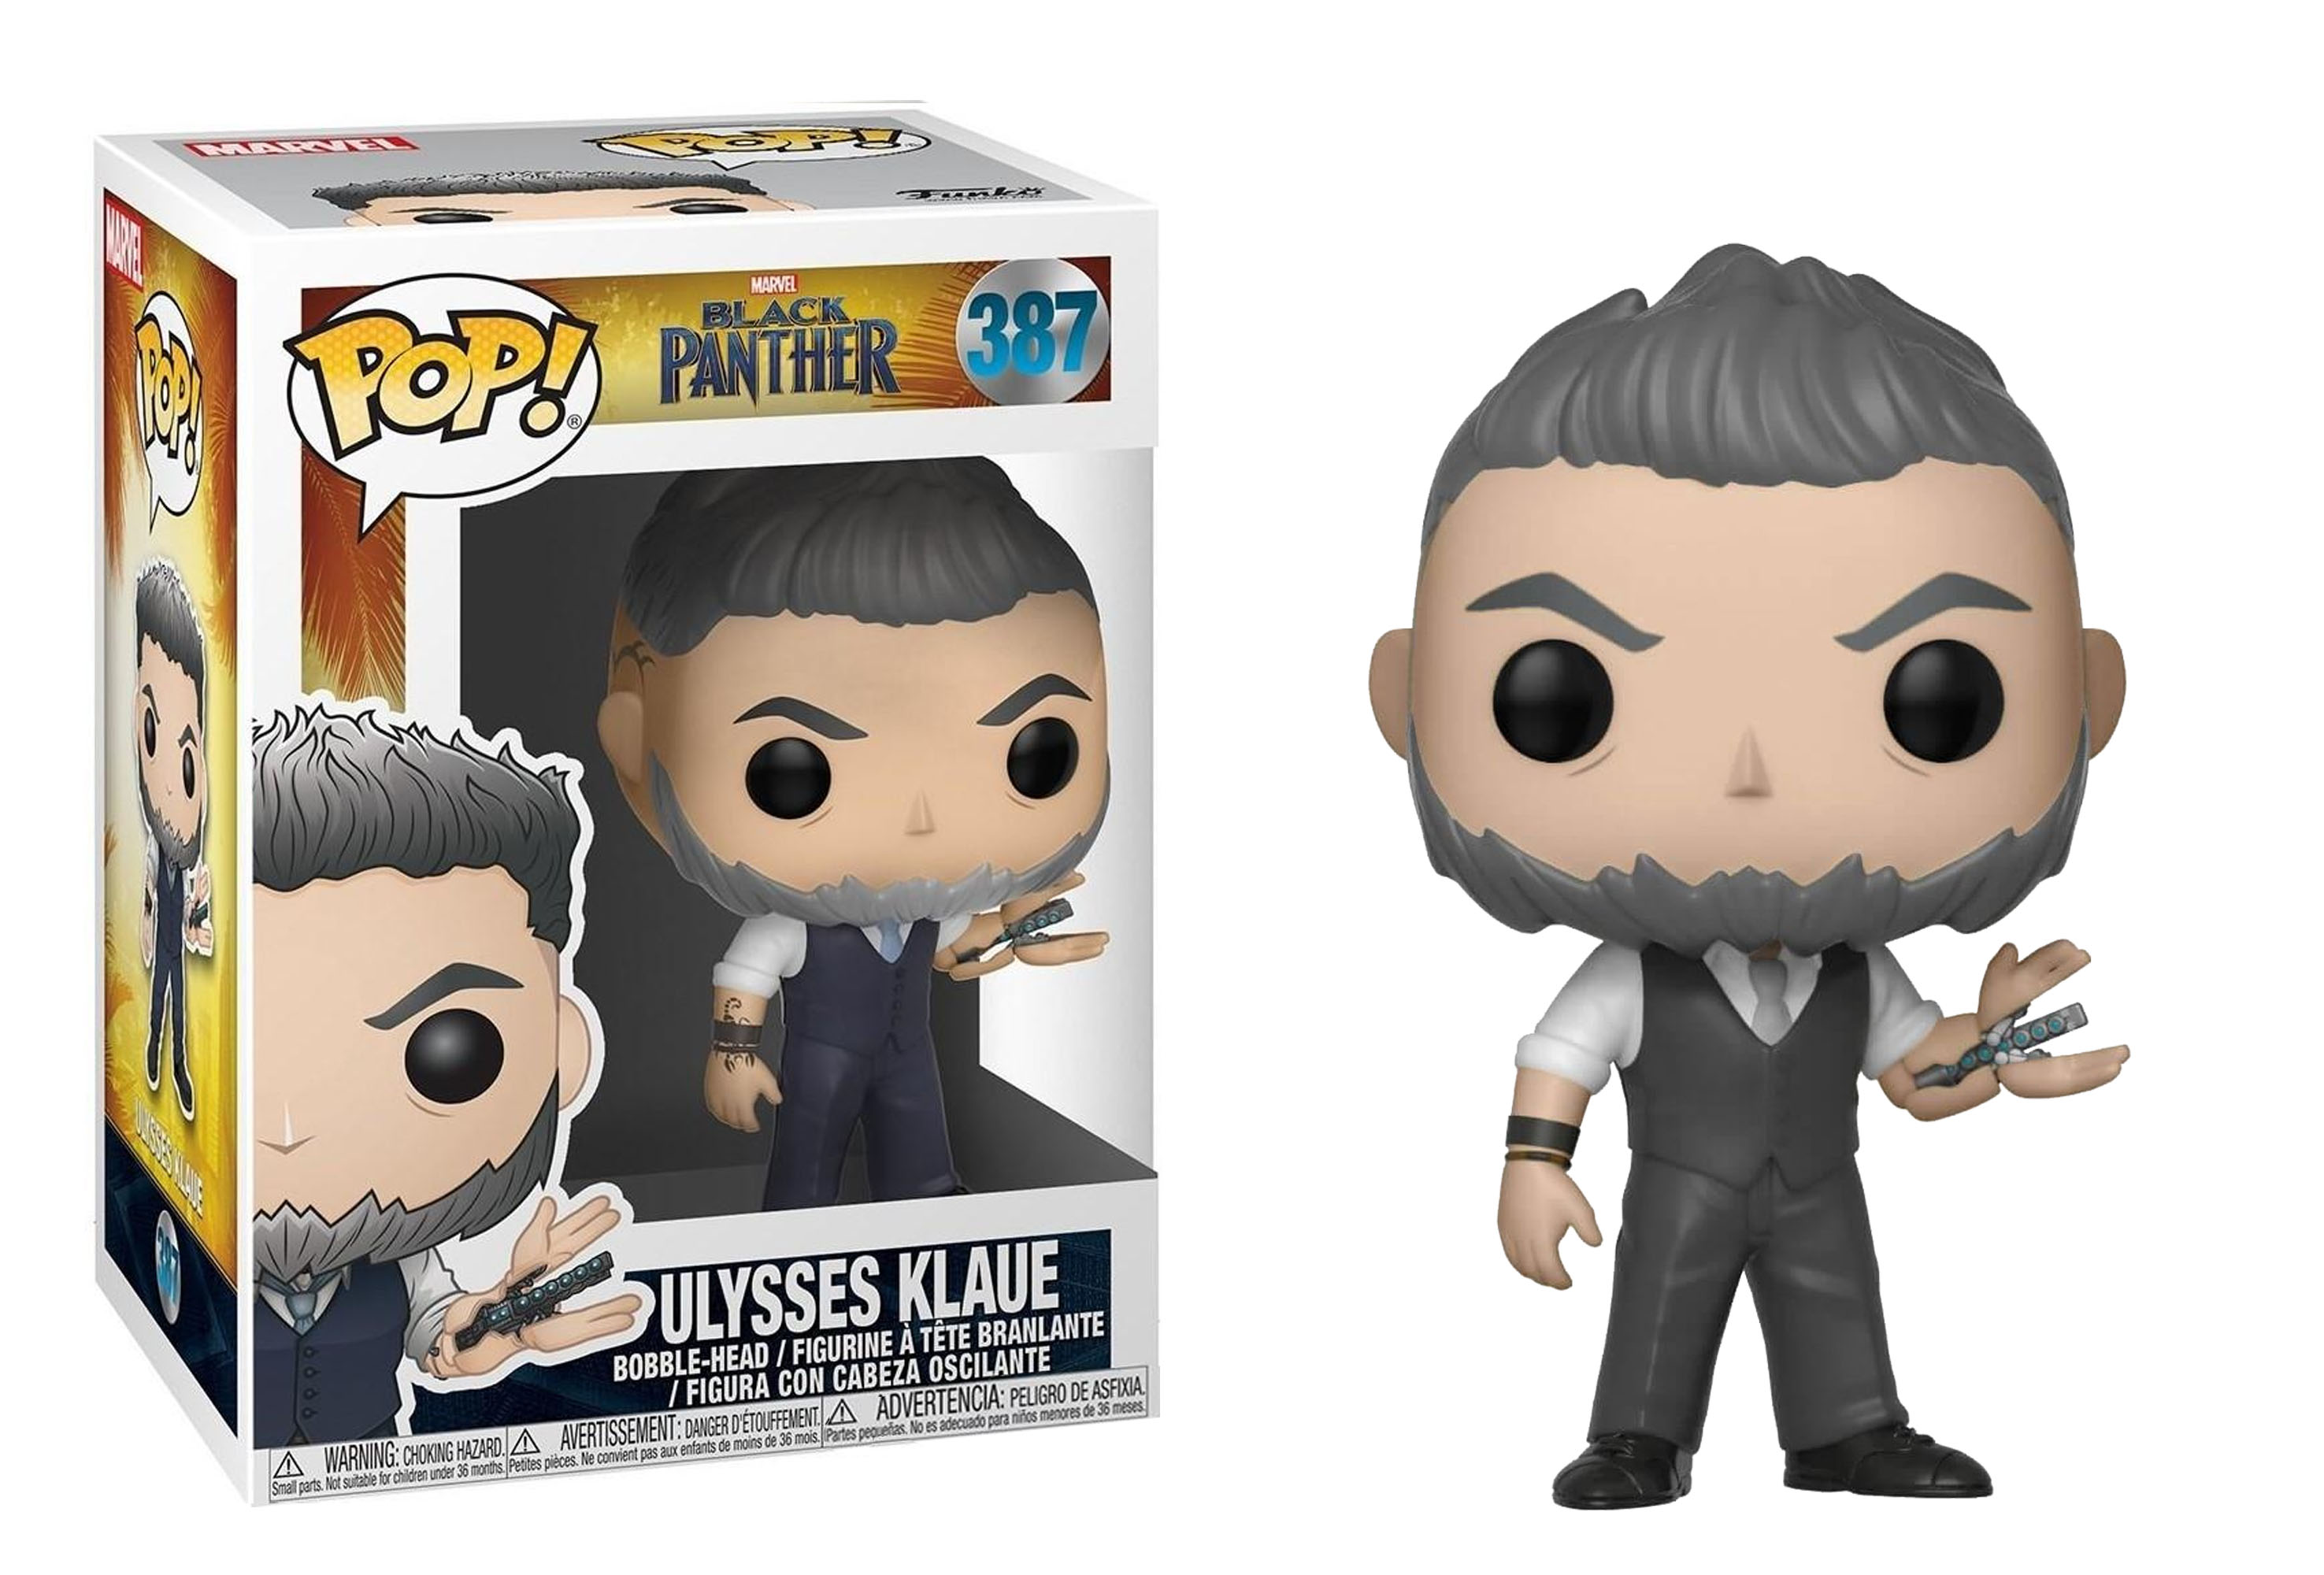 MARVEL
POP!
Funko
MARVEL
POP!
ULYSSES KLAUE
387
POP!®
MARVEL
BLACK
PANTHER
387
ULYSSES KLAUE
BOBBLE-HEAD / FIGURINE À TÊTE BRANLANTE
/ FIGURA CON CABEZA OSCILANTE
WARNING: CHOKING HAZARD.
Small parts. Not suitable for children under 36 months.
AVERTISSEMENT: DANGER D'ÉTOUFFEMENT.
Petites pièces. Ne convient pas aux enfants de moins de 36 mois.
ADVERTENCIA: PELIGRO DE ASFIXIA.
Partes pequeñas. No es adecuado para niños menores de 36 meses.